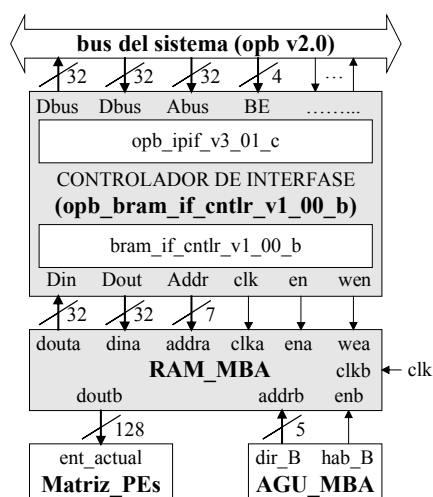 bus del sistema (opb v2.0)
32 32 32 4 ...
Dbus Dbus Abus BE ………..
opb_ipif_v3_01_c
CONTROLADOR DE INTERFASE
(opb_bram_if_cntlr_v1_00_b)
bram_if_cntlr_v1_00_b
Din Dout Addr clk en wen
32 32 7
douta dina addra clka ena wea
RAM_MBA
clkb clk
doutb addrb enb
128 5
ent_actual dir_B hab_B
Matriz_PEs AGU_MBA